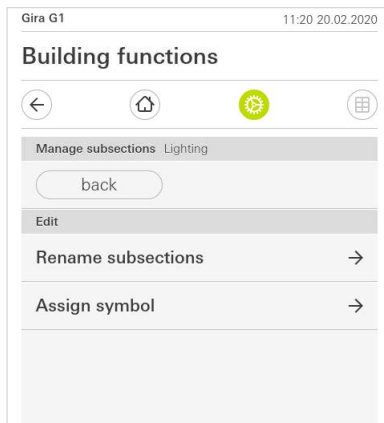 Gira G1 11:20 20.02.2020
Building functions
Manage subsections Lighting
back
Edit
Rename subsections
Assign symbol